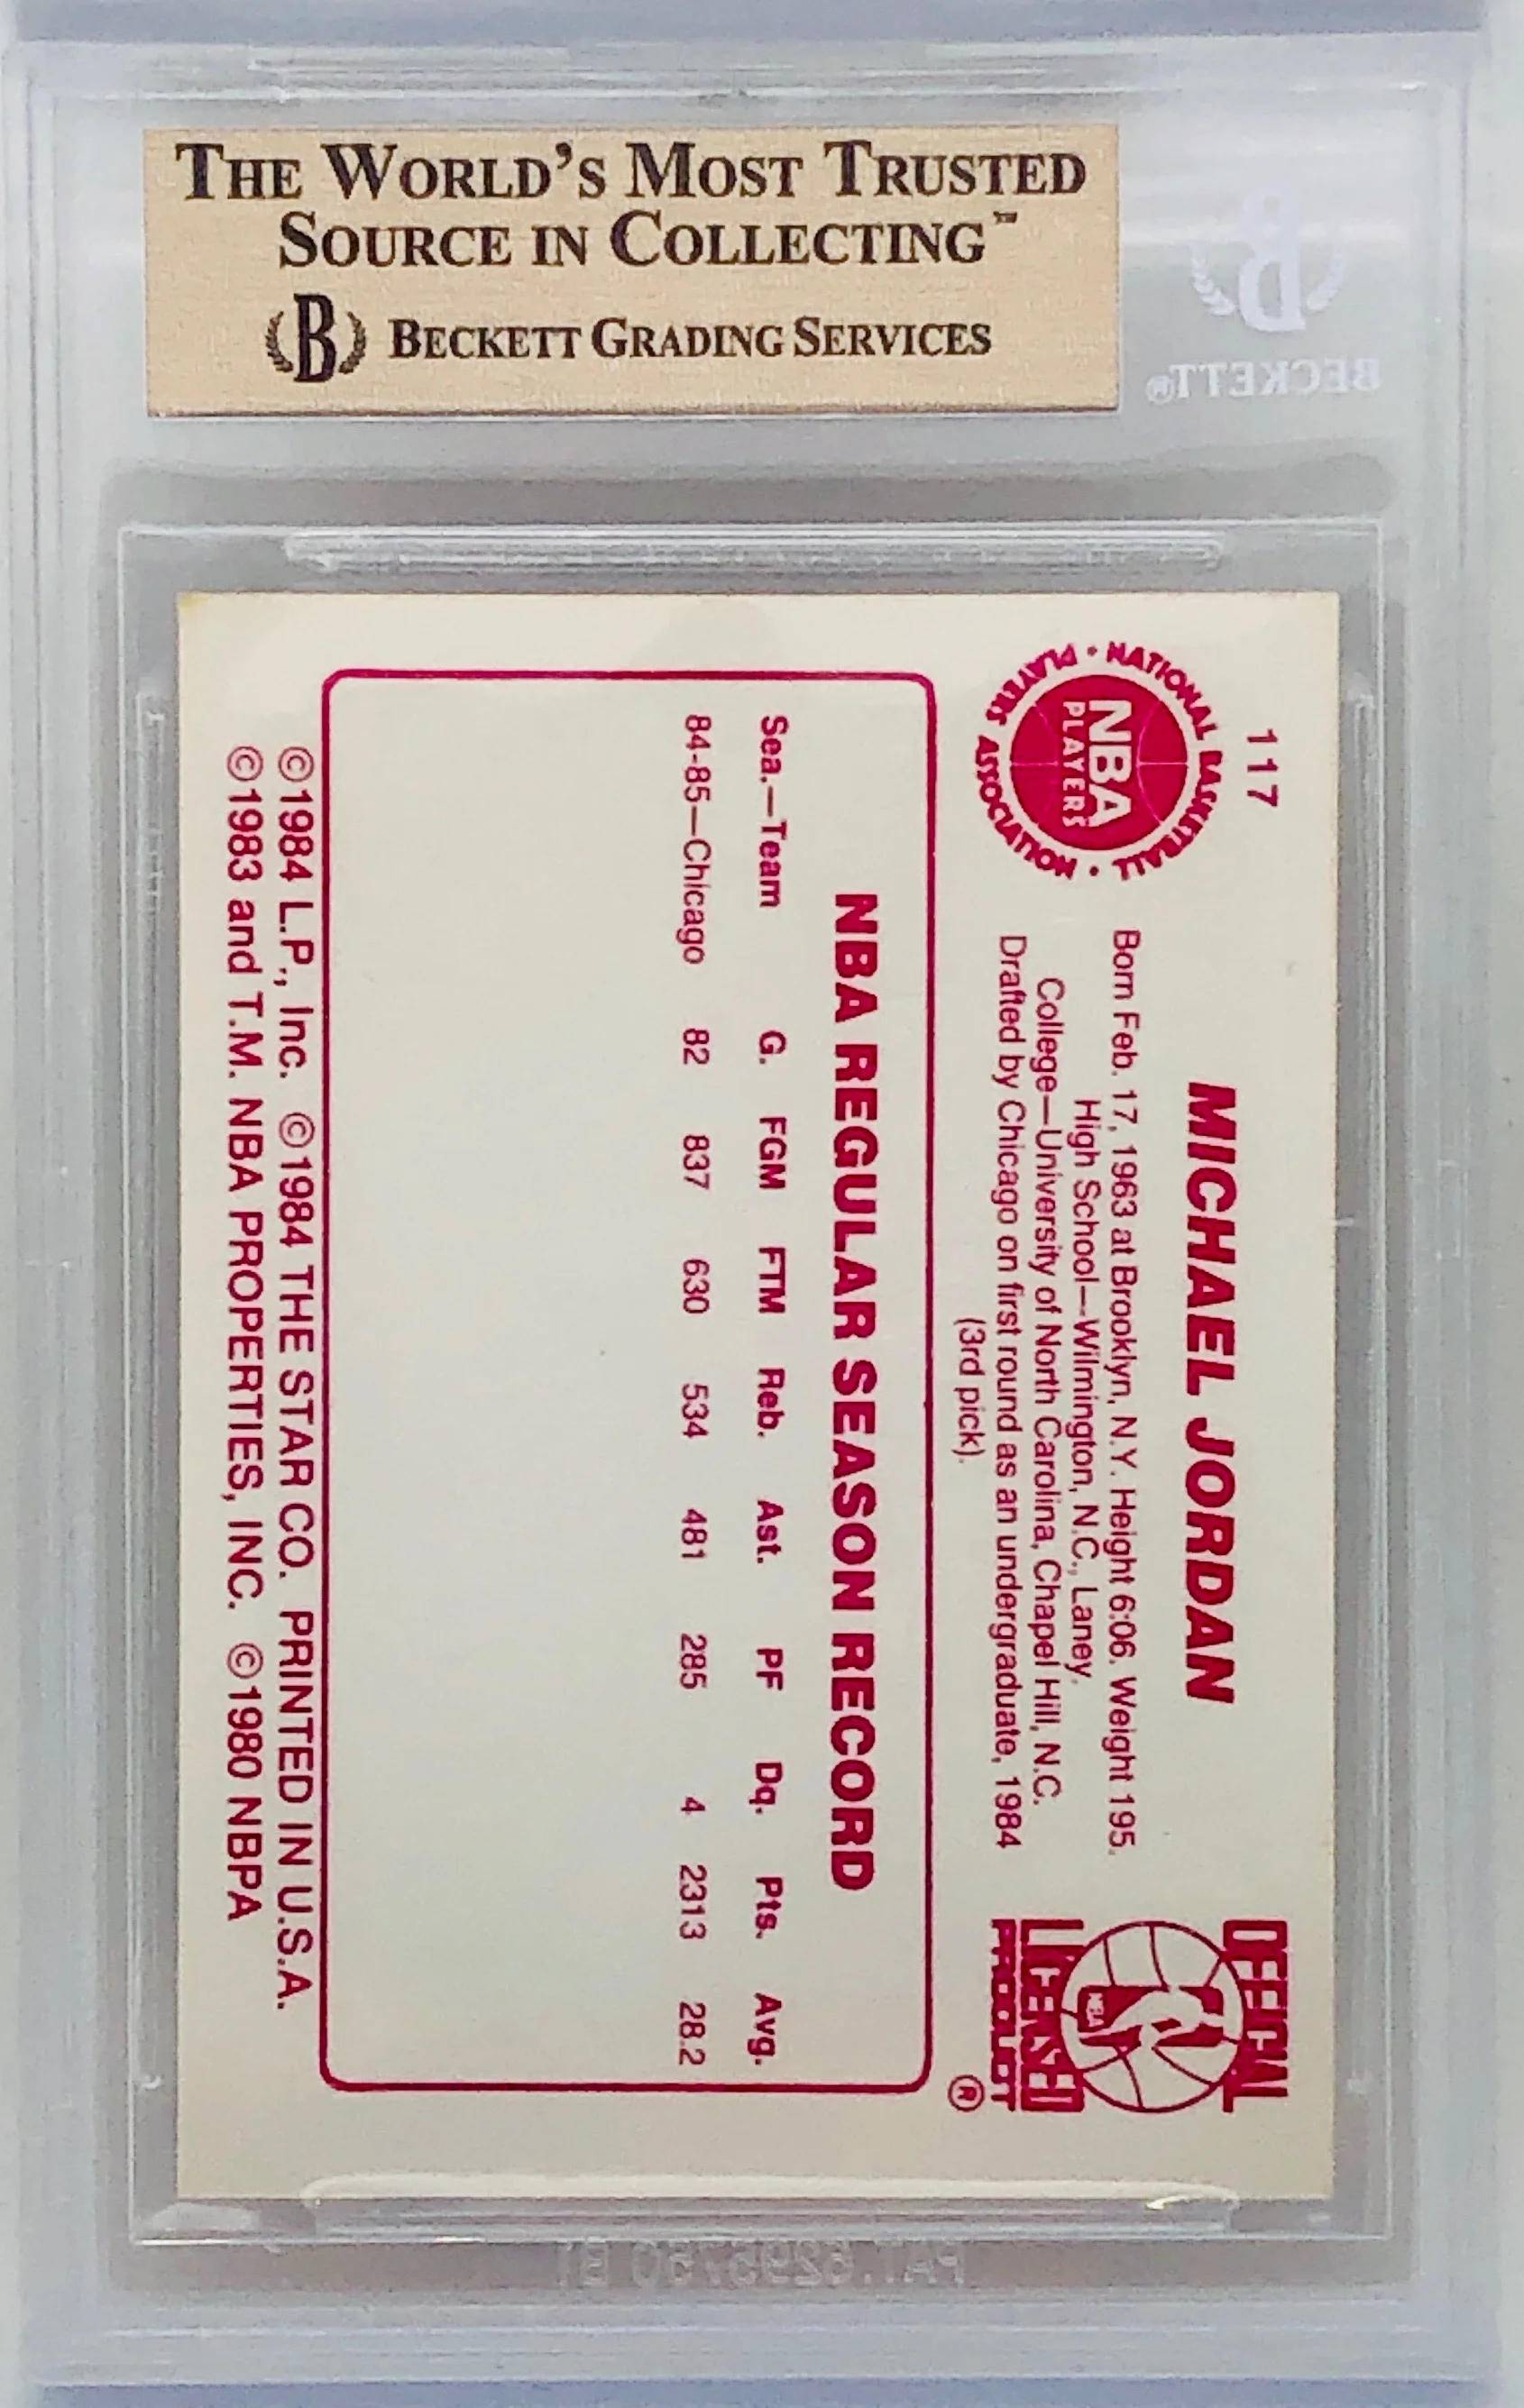 THE WORLD'S MOST TRUSTED
SOURCE IN COLLECTING™
B BECKETT GRADING SERVICES
B
BECKETT®
117
NATIONAL BASKETBALL PLAYERS ASSOCIATION
NBA
PLAYERS
MICHAEL JORDAN
Born Feb. 17, 1963 at Brooklyn, N.Y. Height 6:06. Weight 195.
High School—Wilmington, N.C., Laney.
College—University of North Carolina, Chapel Hill, N.C.
Drafted by Chicago on first round as an undergraduate, 1984
(3rd pick).
OFFICIAL
NBA
LICENSED
PRODUCT
®
NBA REGULAR SEASON RECORD
Sea.—Team G. FGM FTM Reb. Ast. PF Dq. Pts. Avg.
84-85—Chicago 82 837 630 534 481 285 4 2313 28.2
©1984 L.P., Inc. ©1984 THE STAR CO. PRINTED IN U.S.A.
©1983 and T.M. NBA PROPERTIES, INC. ©1980 NBPA
PAT. 6295750 B1